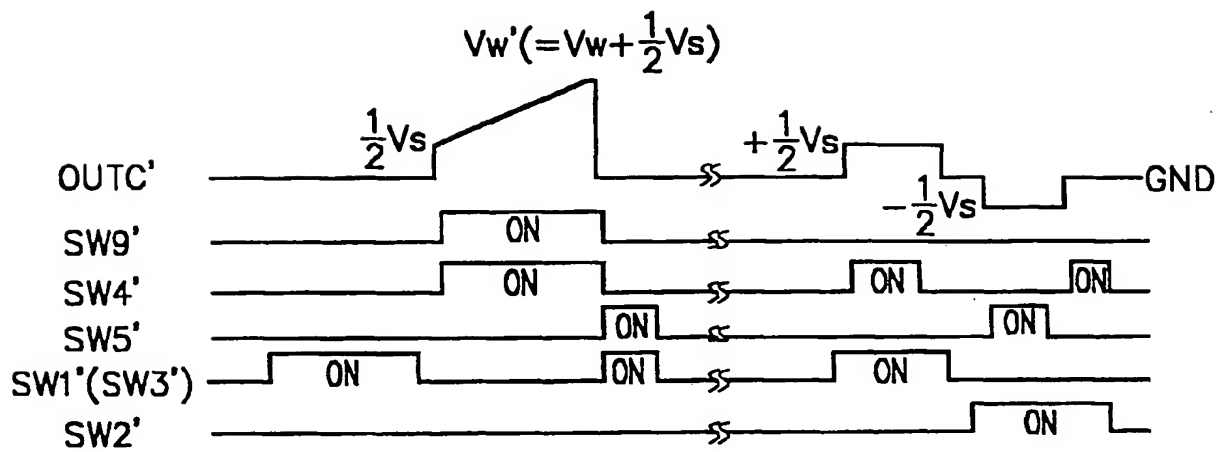 Vw'(=Vw+1/2Vs)
1/2Vs
+1/2Vs
OUTC'
GND
-1/2Vs
SW9'
ON
SW4'
ON
ON
ON
SW5'
ON
ON
SW1'(SW3')
ON
ON
ON
SW2'
ON